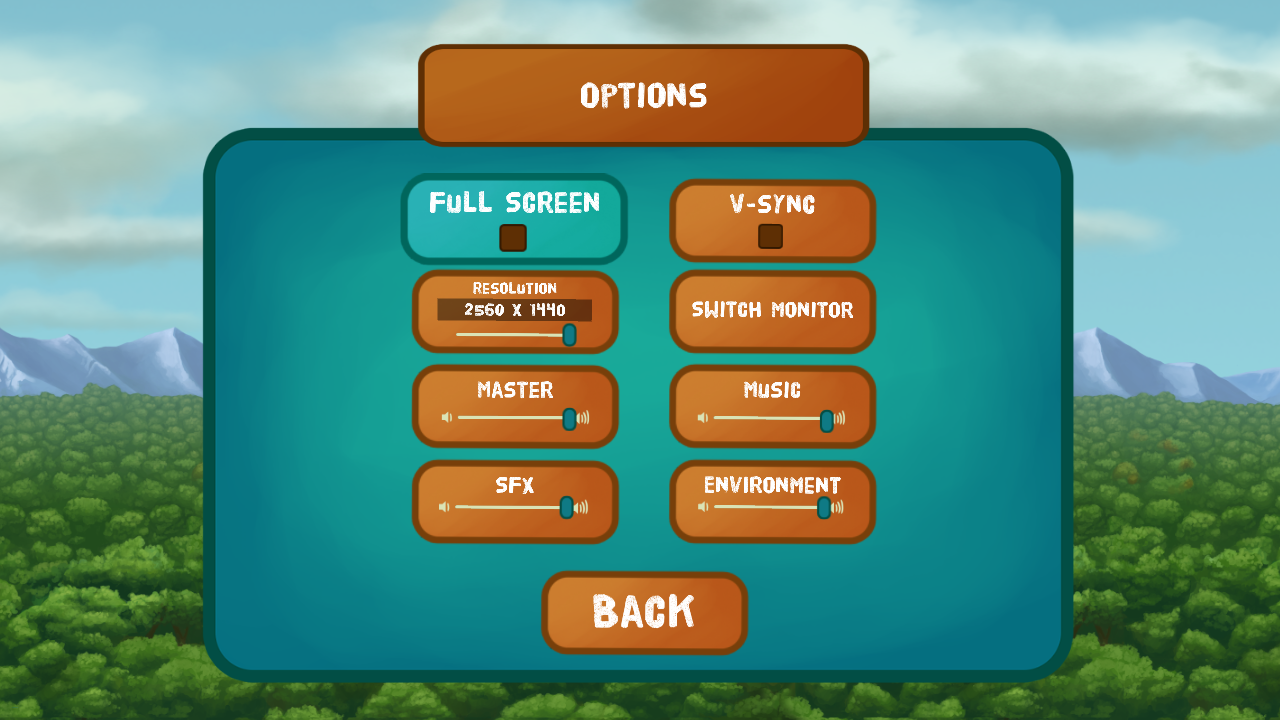 OPTIONS
FULL SCREEN
V-SYNC
RESOLUTION
2560 X 1440
SWITCH MONITOR
MASTER
MUSIC
SFX
ENVIRONMENT
BACK